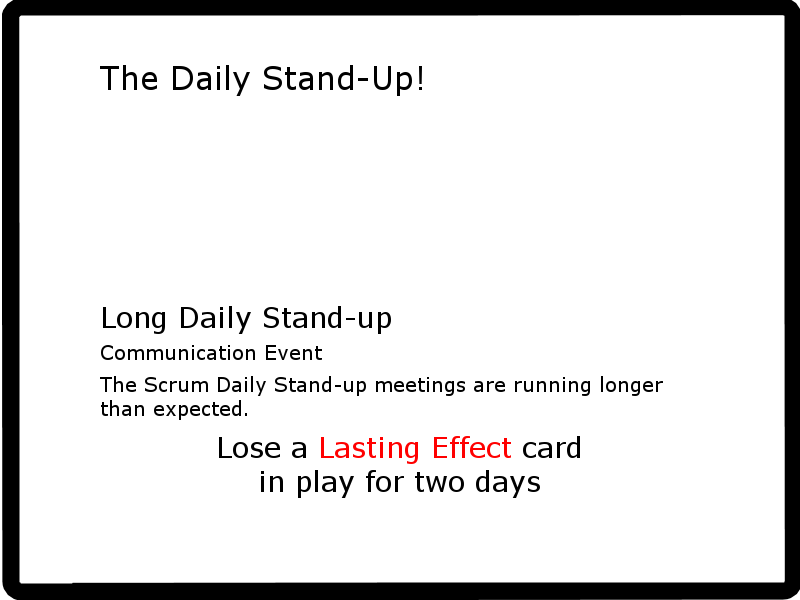 The Daily Stand-Up!
Long Daily Stand-up
Communication Event
The Scrum Daily Stand-up meetings are running longer
than expected.
Lose a Lasting Effect card
in play for two days